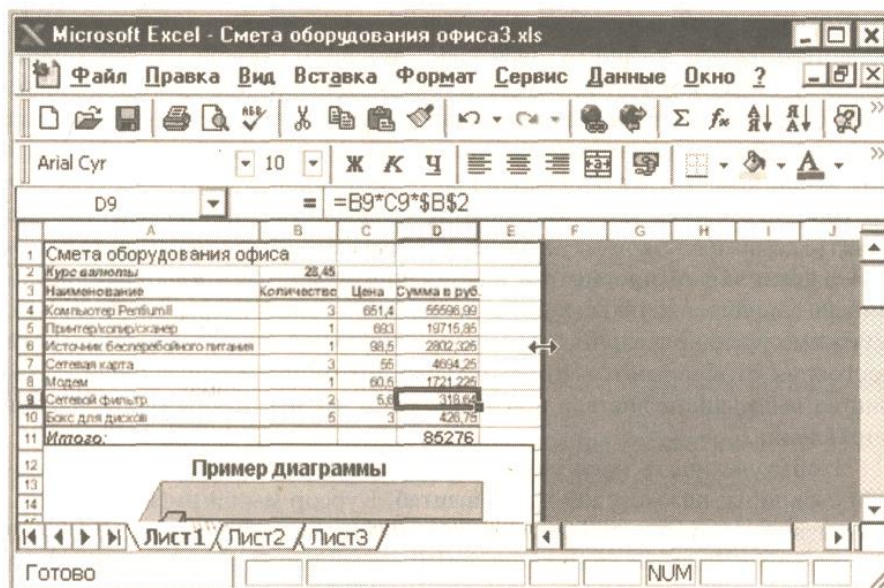 Microsoft Excel - Смета оборудования офиса3.xls
Файл Правка Вид Вставка Формат Сервис Данные Окно ?
Arial Cyr 10 Ж К Ч
D9 = =B9*C9*$B$2
A B C D E F G H I J
1 Смета оборудования офиса
2 Курс валюты 28,45
3 Наименование Количество Цена Сумма в руб.
4 Компьютер PentiumII 3 651,4 55596,99
5 Принтер/копир/сканер 1 693 19715,85
6 Источник бесперебойного питания 1 98,5 2802,325
7 Сетевая карта 3 55 4694,25
8 Модем 1 60,5 1721,225
9 Сетевой фильтр 2 5,6 318,64
10 Бокс для дисков 5 3 426,75
11 Итого: 85276
12 Пример диаграммы
13
14
Лист1 Лист2 Лист3
Готово NUM